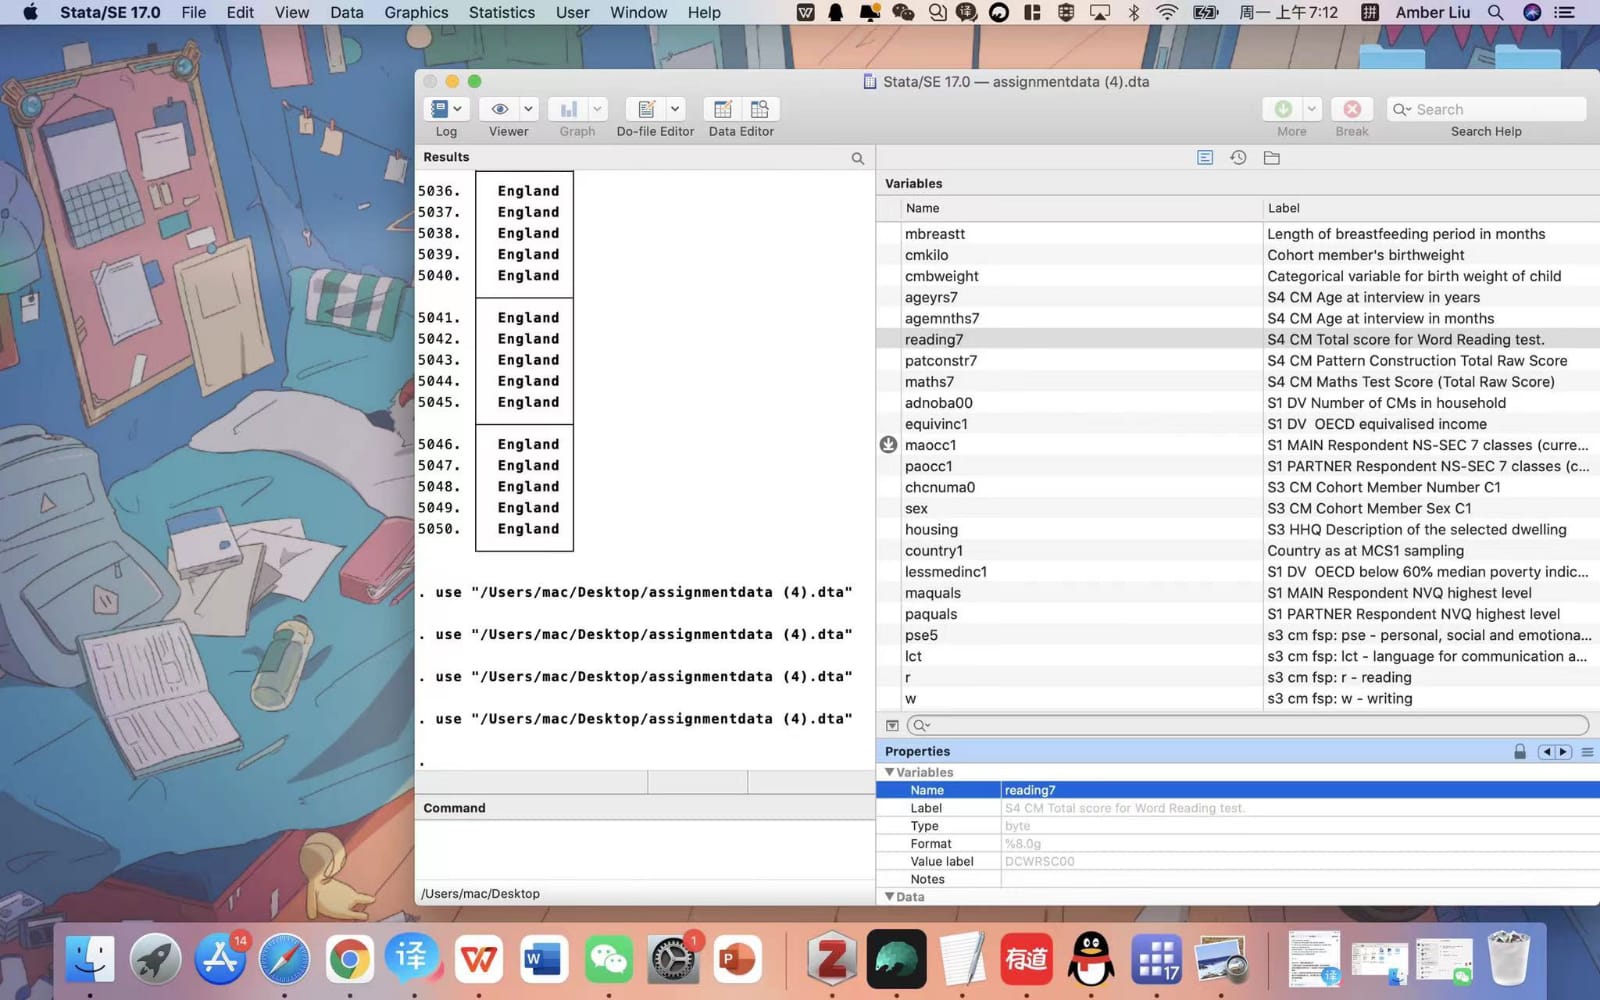 Stata/SE 17.0 File Edit View Data Graphics Statistics User Window Help 周一 上午7:12 拼 Amber Liu
Stata/SE 17.0 — assignmentdata (4).dta
Log Viewer Graph Do-file Editor Data Editor More Break Search
Search Help
Results
5036. England
5037. England
5038. England
5039. England
5040. England
5041. England
5042. England
5043. England
5044. England
5045. England
5046. England
5047. England
5048. England
5049. England
5050. England
. use "/Users/mac/Desktop/assignmentdata (4).dta"
. use "/Users/mac/Desktop/assignmentdata (4).dta"
. use "/Users/mac/Desktop/assignmentdata (4).dta"
. use "/Users/mac/Desktop/assignmentdata (4).dta"
.
Command
/Users/mac/Desktop
Variables
Name Label
mbreastt Length of breastfeeding period in months
cmkilo Cohort member's birthweight
cmbweight Categorical variable for birth weight of child
ageyrs7 S4 CM Age at interview in years
agemnths7 S4 CM Age at interview in months
reading7 S4 CM Total score for Word Reading test.
patconstr7 S4 CM Pattern Construction Total Raw Score
maths7 S4 CM Maths Test Score (Total Raw Score)
adnoba00 S1 DV Number of CMs in household
equivinc1 S1 DV OECD equivalised income
maocc1 S1 MAIN Respondent NS-SEC 7 classes (curre...
paocc1 S1 PARTNER Respondent NS-SEC 7 classes (c...
chcnuma0 S3 CM Cohort Member Number C1
sex S3 CM Cohort Member Sex C1
housing S3 HHQ Description of the selected dwelling
country1 Country as at MCS1 sampling
lessmedinc1 S1 DV OECD below 60% median poverty indic...
maquals S1 MAIN Respondent NVQ highest level
paquals S1 PARTNER Respondent NVQ highest level
pse5 s3 cm fsp: pse - personal, social and emotiona...
lct s3 cm fsp: lct - language for communication a...
r s3 cm fsp: r - reading
w s3 cm fsp: w - writing
Properties
Variables
Name reading7
Label S4 CM Total score for Word Reading test.
Type byte
Format %8.0g
Value label DCWRSC00
Notes
Data
14
译
W
W
1
P
Z
有道
17